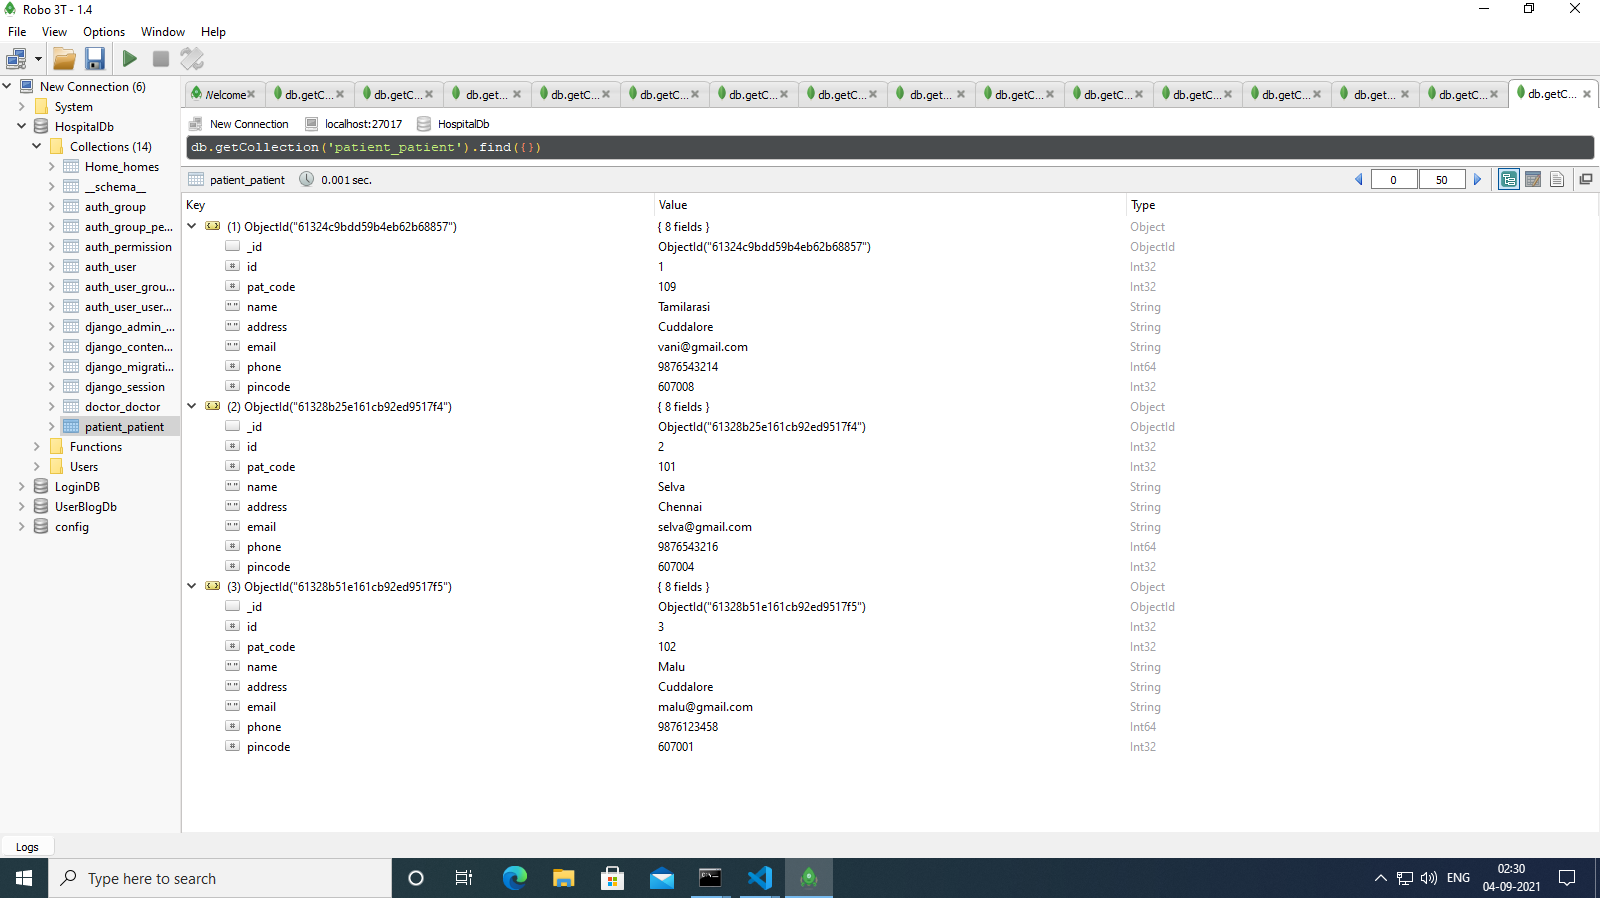 Robo 3T - 1.4
File View Options Window Help
New Connection (6)
System
HospitalDb
Collections (14)
Home_homes
__schema__
auth_group
auth_group_pe...
auth_permission
auth_user
auth_user_grou...
auth_user_user...
django_admin_...
django_conten...
django_migrati...
django_session
doctor_doctor
patient_patient
Functions
Users
LoginDB
UserBlogDb
config
Welcome db.getC... db.getC... db.get... db.getC... db.getC... db.getC... db.getC... db.get... db.getC... db.getC... db.getC... db.getC... db.get... db.getC... db.getC...
New Connection localhost:27017 HospitalDb
db.getCollection('patient_patient').find({})
patient_patient 0.001 sec. 0 50
Key Value Type
(1) ObjectId("61324c9bdd59b4eb62b68857") { 8 fields } Object
_id ObjectId("61324c9bdd59b4eb62b68857") ObjectId
# id 1 Int32
# pat_code 109 Int32
" " name Tamilarasi String
" " address Cuddalore String
" " email vani@gmail.com String
# phone 9876543214 Int64
# pincode 607008 Int32
(2) ObjectId("61328b25e161cb92ed9517f4") { 8 fields } Object
_id ObjectId("61328b25e161cb92ed9517f4") ObjectId
# id 2 Int32
# pat_code 101 Int32
" " name Selva String
" " address Chennai String
" " email selva@gmail.com String
# phone 9876543216 Int64
# pincode 607004 Int32
(3) ObjectId("61328b51e161cb92ed9517f5") { 8 fields } Object
_id ObjectId("61328b51e161cb92ed9517f5") ObjectId
# id 3 Int32
# pat_code 102 Int32
" " name Malu String
" " address Cuddalore String
" " email malu@gmail.com String
# phone 9876123458 Int64
# pincode 607001 Int32
Logs
Type here to search
ENG
02:30
04-09-2021